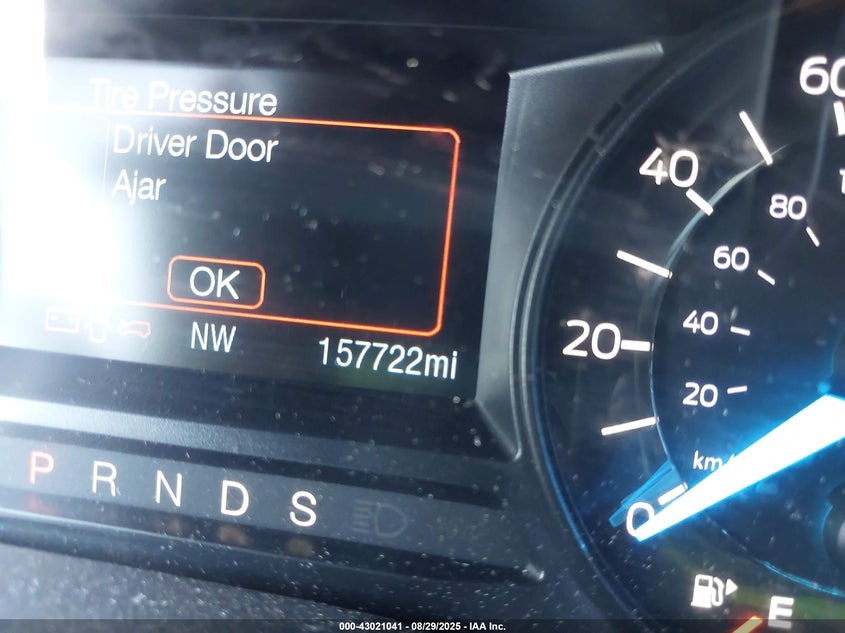 Tire Pressure
Driver Door
Ajar
OK
NW
157722mi
P R N D S
60
40
20
0
80
60
40
20
km/
E
000-43021041 - 08/29/2025 - IAA Inc.